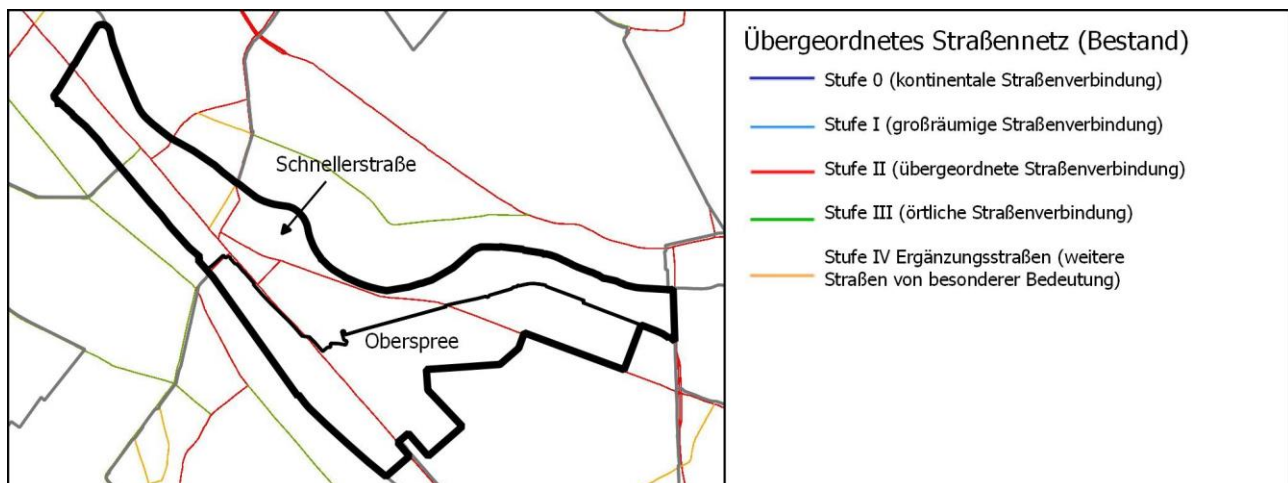 Schnellerstraße
Oberspree
Übergeordnetes Straßennetz (Bestand)
Stufe 0 (kontinentale Straßenverbindung)
Stufe I (großräumige Straßenverbindung)
Stufe II (übergeordnete Straßenverbindung)
Stufe III (örtliche Straßenverbindung)
Stufe IV Ergänzungsstraßen (weitere
Straßen von besonderer Bedeutung)